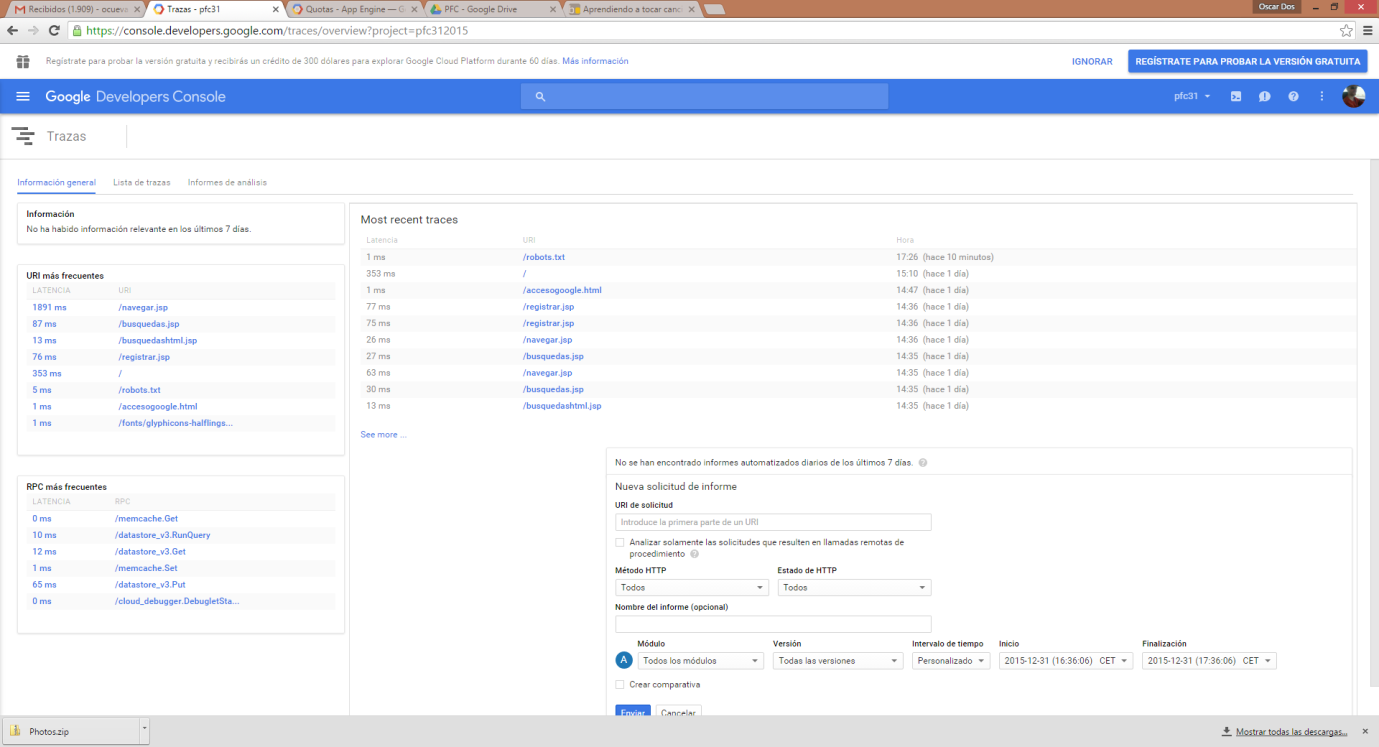 Recibidos (1.909) - ocueva
Trazas - pfc31
Quotas - App Engine — G
PFC - Google Drive
Aprendiendo a tocar canc
Oscar Dos
https://console.developers.google.com/traces/overview?project=pfc312015
Regístrate para probar la versión gratuita y recibirás un crédito de 300 dólares para explorar Google Cloud Platform durante 60 días. Más información
IGNORAR
REGÍSTRATE PARA PROBAR LA VERSIÓN GRATUITA
Google Developers Console
pfc31
Trazas
Información general
Lista de trazas
Informes de análisis
Información
No ha habido información relevante en los últimos 7 días.
URI más frecuentes
LATENCIA URI
1891 ms /navegar.jsp
87 ms /busquedas.jsp
13 ms /busquedashtml.jsp
76 ms /registrar.jsp
353 ms /
5 ms /robots.txt
1 ms /accesogoogle.html
1 ms /fonts/glyphicons-halflings...
RPC más frecuentes
LATENCIA RPC
0 ms /memcache.Get
10 ms /datastore_v3.RunQuery
12 ms /datastore_v3.Get
1 ms /memcache.Set
65 ms /datastore_v3.Put
0 ms /cloud_debugger.DebugletSta...
Most recent traces
Latencia URI Hora
1 ms /robots.txt 17:26 (hace 10 minutos)
353 ms / 15:10 (hace 1 día)
1 ms /accesogoogle.html 14:47 (hace 1 día)
77 ms /registrar.jsp 14:36 (hace 1 día)
75 ms /registrar.jsp 14:36 (hace 1 día)
26 ms /navegar.jsp 14:36 (hace 1 día)
27 ms /busquedas.jsp 14:35 (hace 1 día)
63 ms /navegar.jsp 14:35 (hace 1 día)
30 ms /busquedas.jsp 14:35 (hace 1 día)
13 ms /busquedashtml.jsp 14:35 (hace 1 día)
See more ...
No se han encontrado informes automatizados diarios de los últimos 7 días.
Nueva solicitud de informe
URI de solicitud
Introduce la primera parte de un URI
Analizar solamente las solicitudes que resulten en llamadas remotas de
procedimiento
Método HTTP Estado de HTTP
Todos Todos
Nombre del informe (opcional)
Módulo Versión Intervalo de tiempo Inicio Finalización
A Todos los módulos Todas las versiones Personalizado 2015-12-31 (16:36:06) CET 2015-12-31 (17:36:06) CET
Crear comparativa
Enviar Cancelar
Photos.zip
Mostrar todas las descargas...